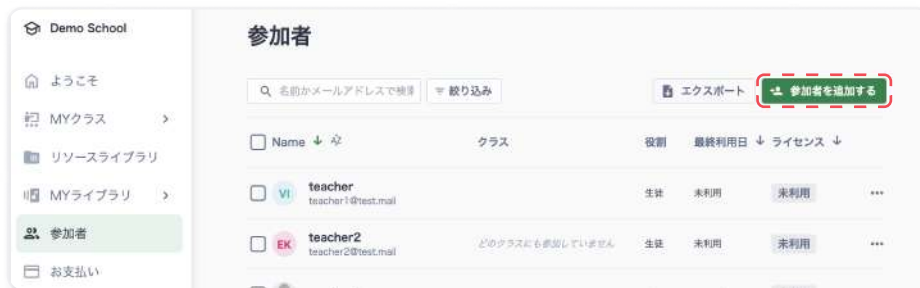 Demo School
ようこそ
MYクラス
リソースライブラリ
MYライブラリ
参加者
お支払い
参加者
名前かメールアドレスで検索 絞り込み エクスポート 参加者を追加する
Name クラス 役割 最終利用日 ライセンス
VI teacher 生徒 未利用 未利用
teacher1@test.mail
EK teacher2 どのクラスにも参加していません 生徒 未利用 未利用
teacher2@test.mail